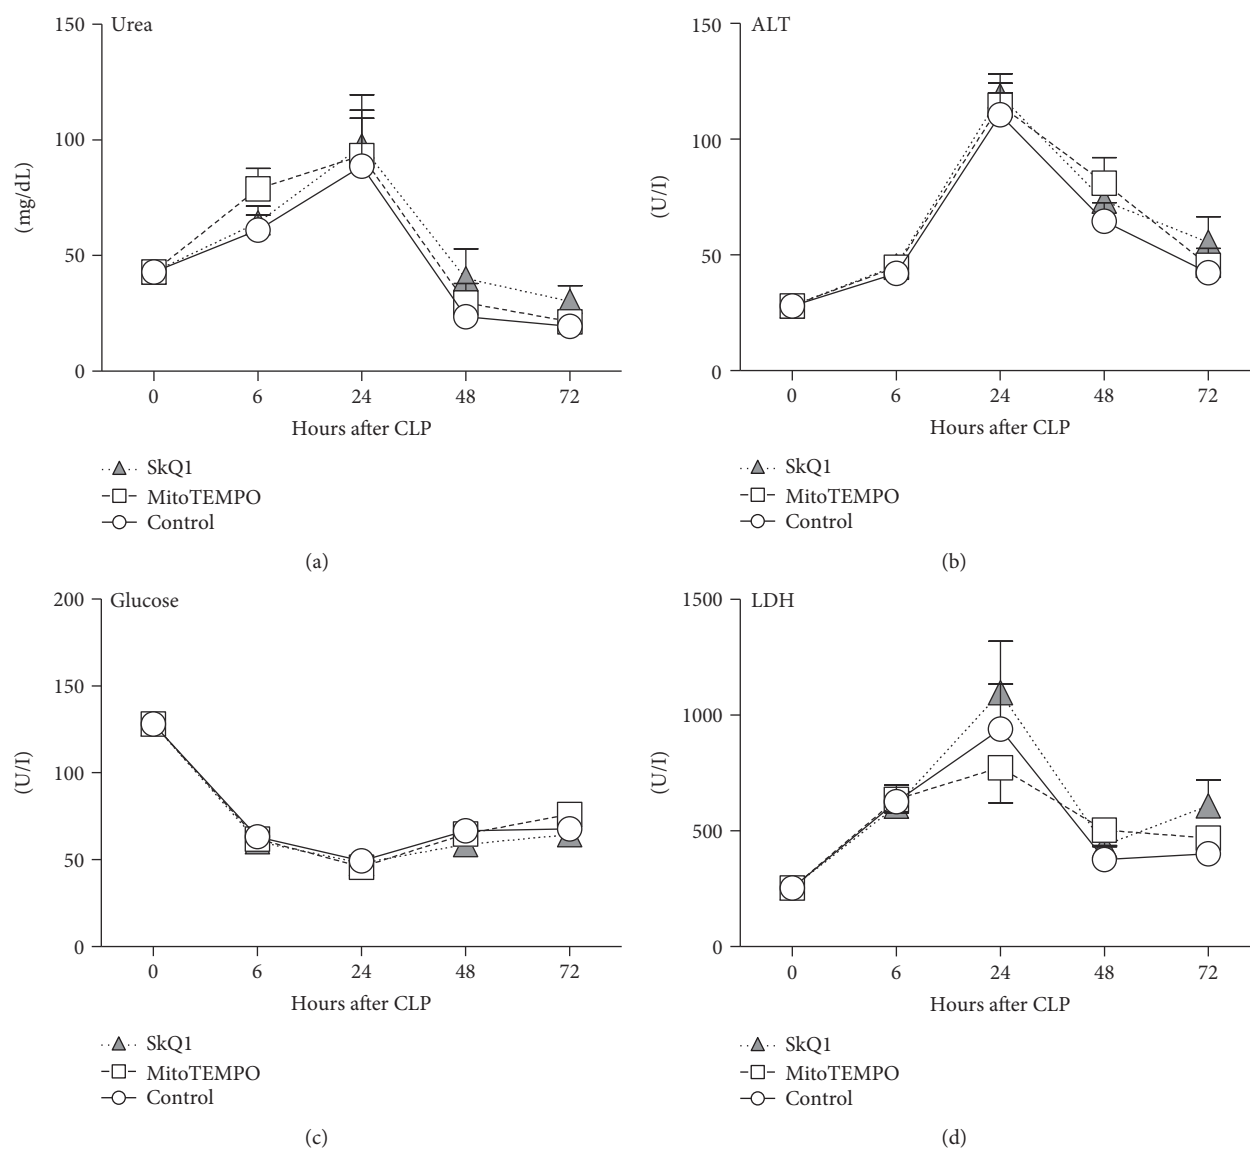 Urea
150
100
50
0
(mg/dL)
0 6 24 48 72
Hours after CLP
SkQ1
MitoTEMPO
Control
(a)
ALT
150
100
50
0
(U/I)
0 6 24 48 72
Hours after CLP
SkQ1
MitoTEMPO
Control
(b)
Glucose
200
150
100
50
0
(U/I)
0 6 24 48 72
Hours after CLP
SkQ1
MitoTEMPO
Control
(c)
LDH
1500
1000
500
0
(U/I)
0 6 24 48 72
Hours after CLP
SkQ1
MitoTEMPO
Control
(d)